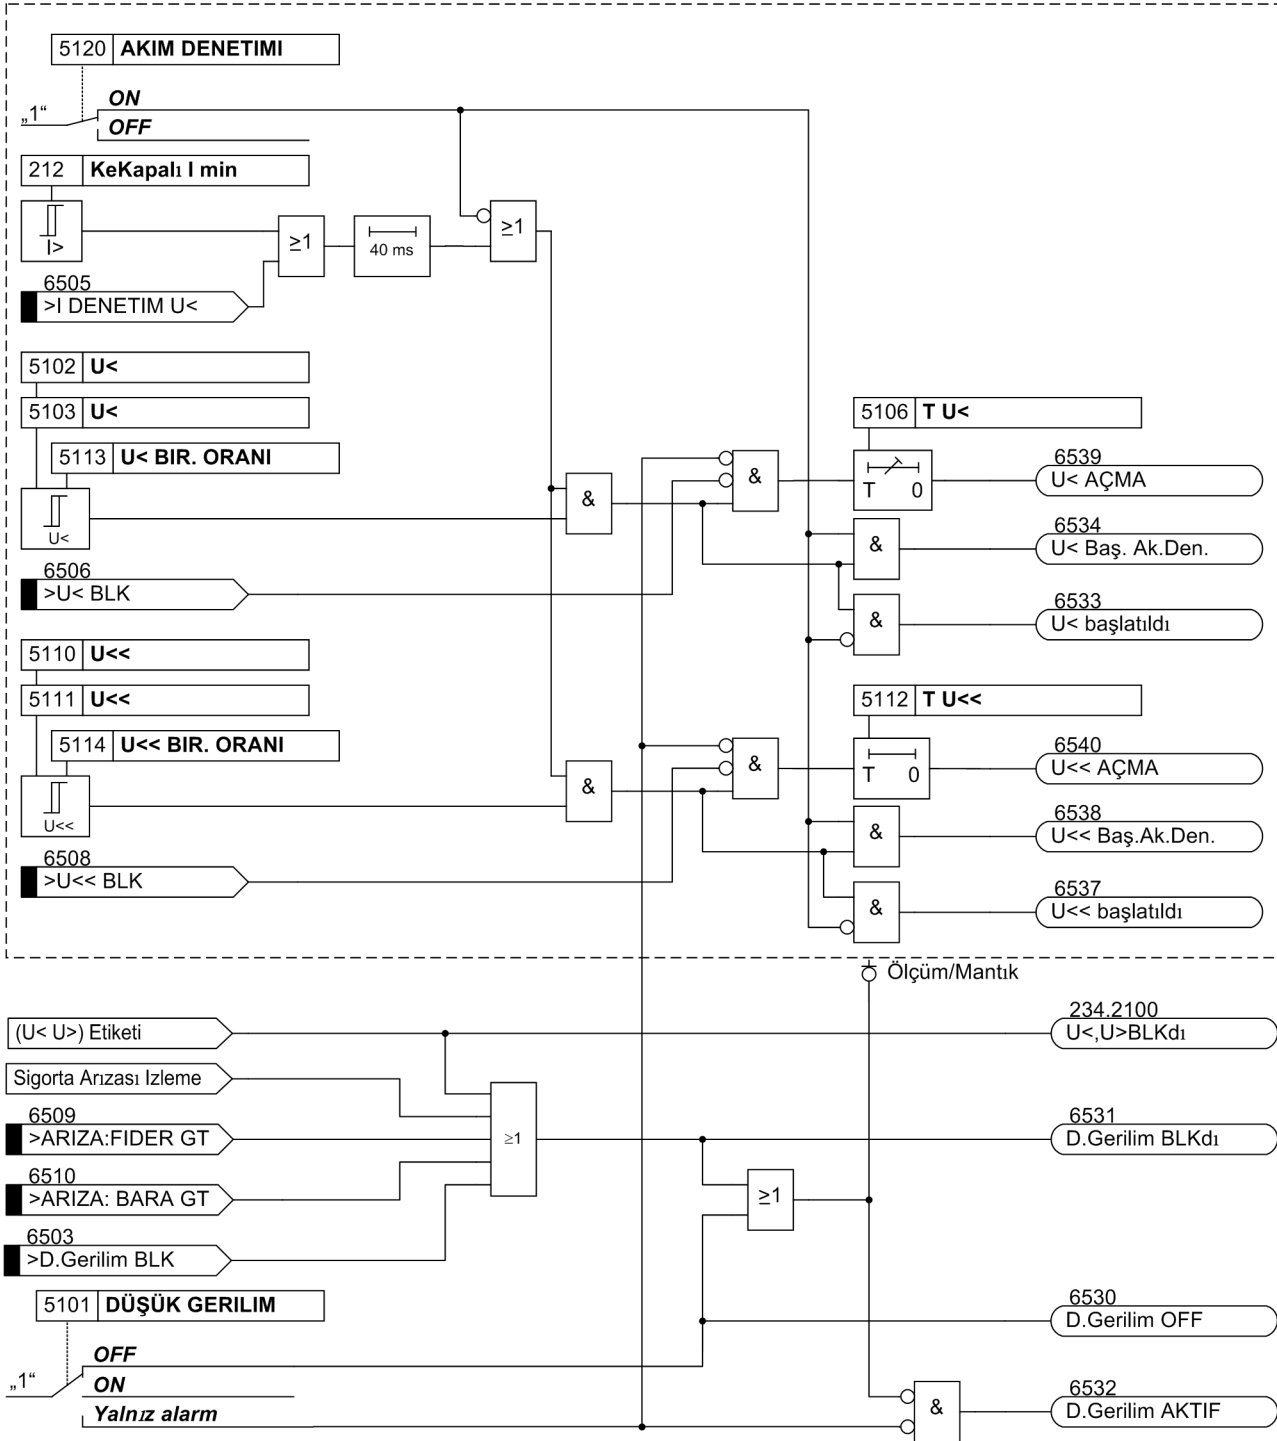 5120 AKIM DENETIMI
ON
„1“
OFF
212 KeKapalı I min
I>
≥1
40 ms
≥1
6505
>I DENETIM U<
5102 U<
5103 U<
5113 U< BIR. ORANI
U<
&
&
5106 T U<
T 0
6539
U< AÇMA
6534
& U< Baş. Ak.Den.
6506
>U< BLK
6533
& U< başlatıldı
5110 U<<
5111 U<<
5114 U<< BIR. ORANI
U<<
&
&
5112 T U<<
T 0
6540
U<< AÇMA
6538
& U<< Baş.Ak.Den.
6508
>U<< BLK
6537
& U<< başlatıldı
Ölçüm/Mantık
234.2100
(U< U>) Etiketi
U<,U>BLKdı
Sigorta Arızası Izleme
6509
>ARIZA:FIDER GT
≥1
6531
D.Gerilim BLKdı
6510
>ARIZA: BARA GT
≥1
6503
>D.Gerilim BLK
5101 DÜŞÜK GERILIM
6530
D.Gerilim OFF
OFF
„1“
ON
Yalnız alarm
&
6532
D.Gerilim AKTIF